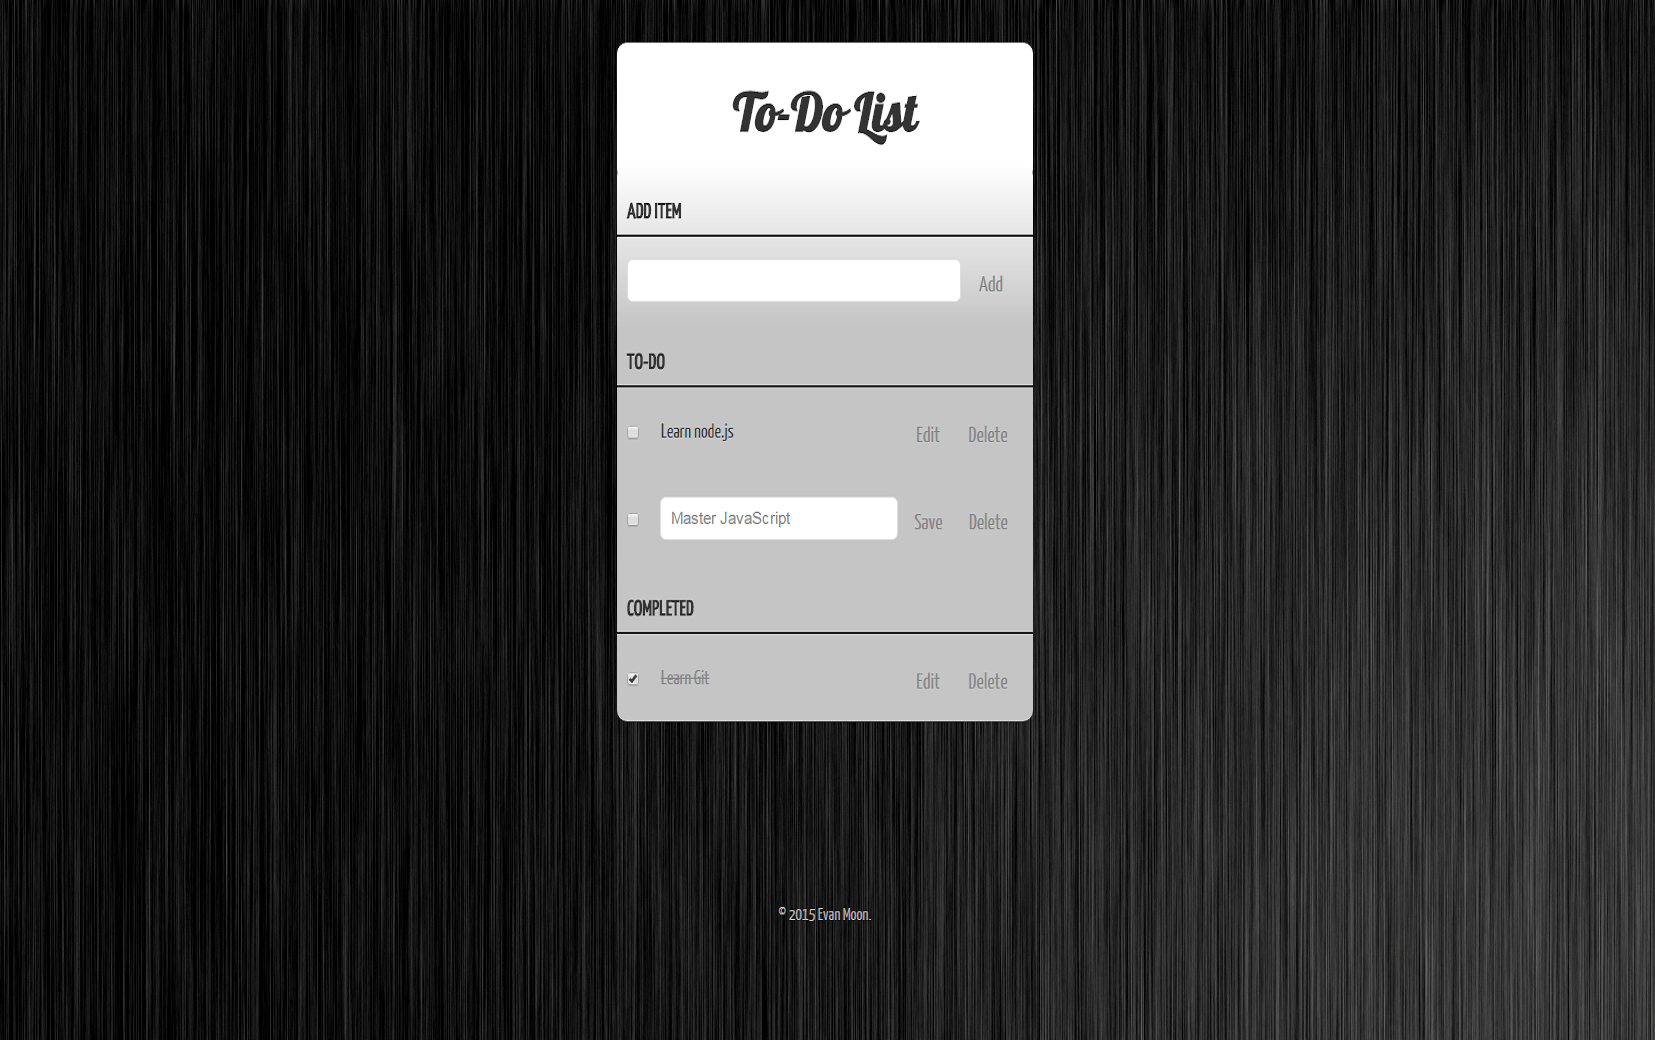 To-Do List
ADD ITEM
Add
TO-DO
Learn node.js Edit Delete
Master JavaScript Save Delete
COMPLETED
Learn Git Edit Delete
© 2015 Evan Moon.